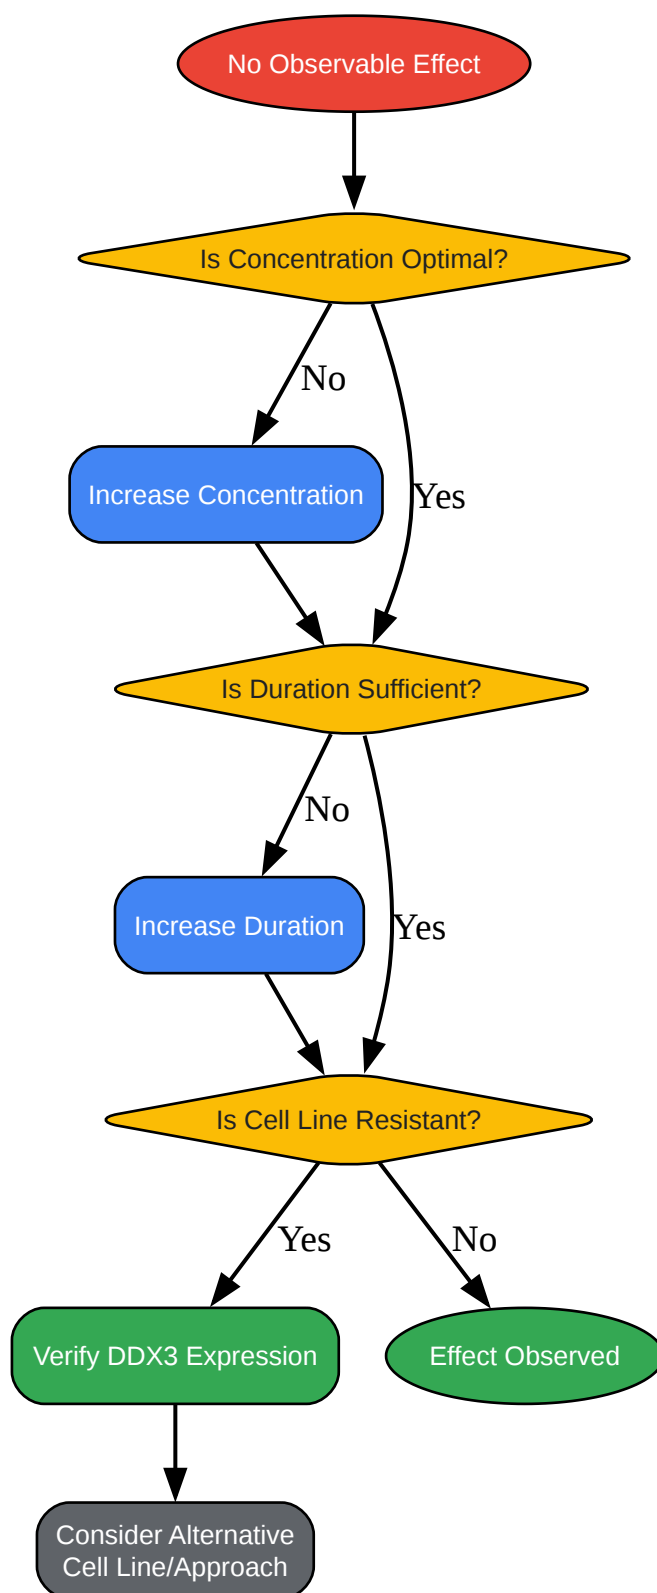 No Observable Effect
Is Concentration Optimal?
No
Increase Concentration
Yes
Is Duration Sufficient?
No
Increase Duration
Yes
Is Cell Line Resistant?
Yes
No
Verify DDX3 Expression
Effect Observed
Consider Alternative
Cell Line/Approach